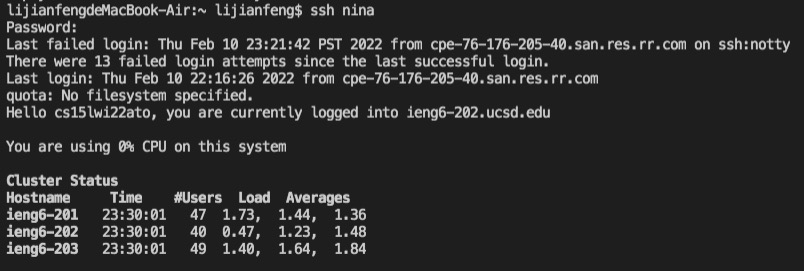 lijianfengdeMacBook-Air:~ lijianfeng$ ssh nina
Password:
Last failed login: Thu Feb 10 23:21:42 PST 2022 from cpe-76-176-205-40.san.res.rr.com on ssh:notty
There were 13 failed login attempts since the last successful login.
Last login: Thu Feb 10 22:16:26 2022 from cpe-76-176-205-40.san.res.rr.com
quota: No filesystem specified.
Hello cs15lwi22ato, you are currently logged into ieng6-202.ucsd.edu
You are using 0% CPU on this system
Cluster Status
Hostname Time #Users Load Averages
ieng6-201 23:30:01 47 1.73, 1.44, 1.36
ieng6-202 23:30:01 40 0.47, 1.23, 1.48
ieng6-203 23:30:01 49 1.40, 1.64, 1.84